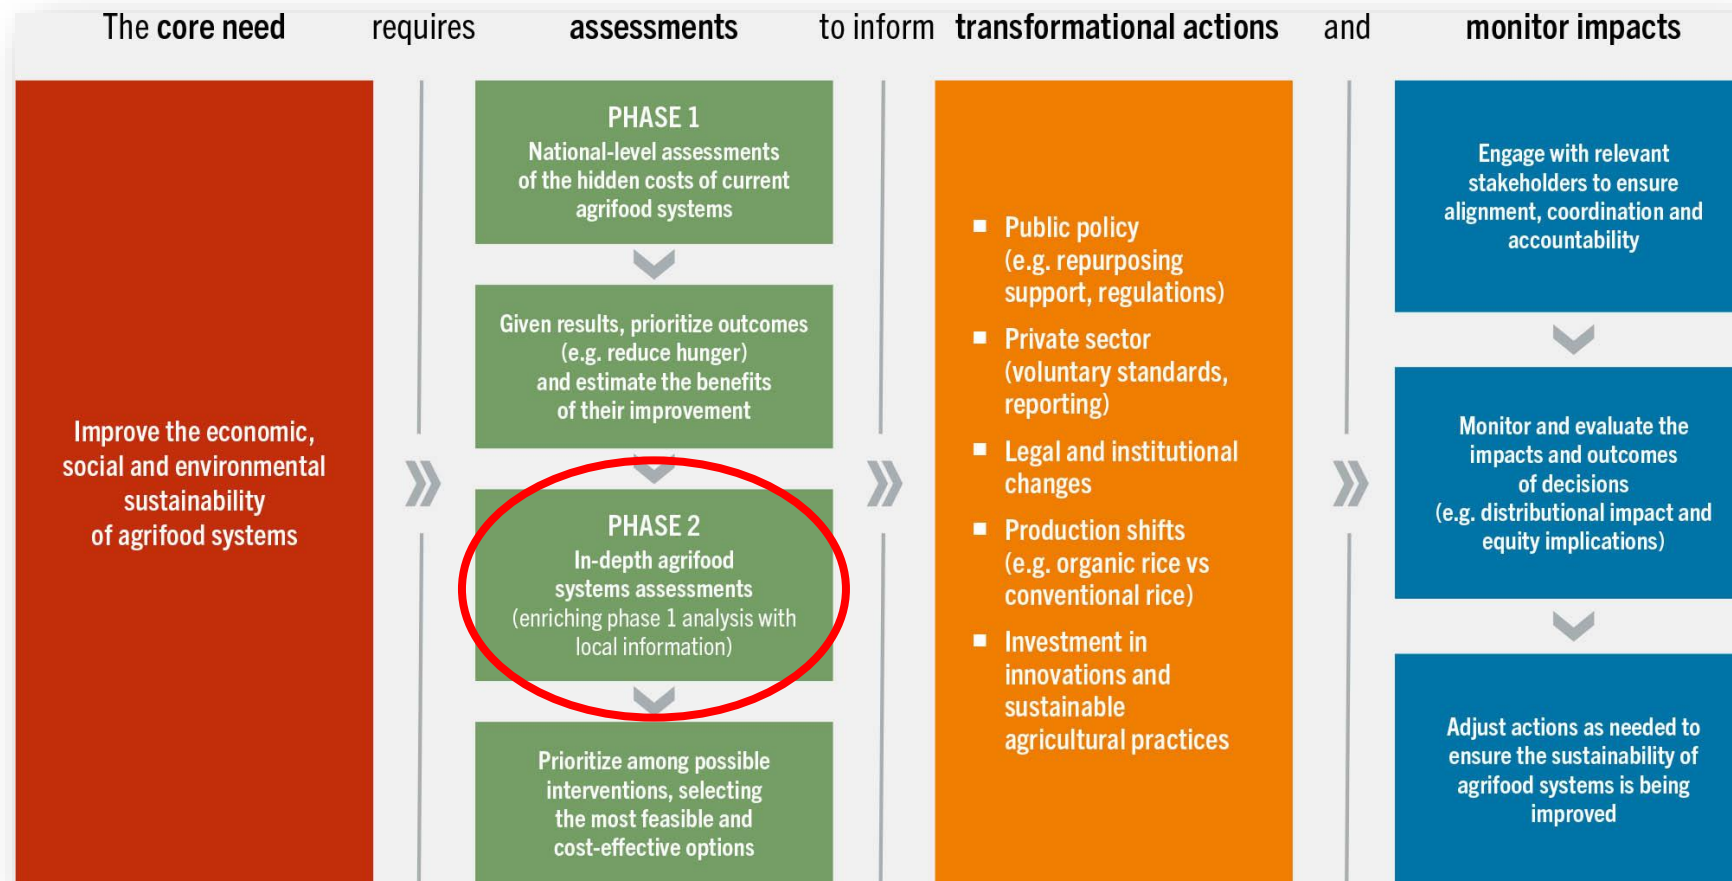 The core need requires assessments to inform transformational actions and monitor impacts
Improve the economic,
social and environmental
sustainability
of agrifood systems
PHASE 1
National-level assessments
of the hidden costs of current
agrifood systems
Given results, prioritize outcomes
(e.g. reduce hunger)
and estimate the benefits
of their improvement
PHASE 2
In-depth agrifood
systems assessments
(enriching phase 1 analysis with
local information)
Prioritize among possible
interventions, selecting
the most feasible and
cost-effective options
■ Public policy
(e.g. repurposing
support, regulations)
■ Private sector
(voluntary standards,
reporting)
■ Legal and institutional
changes
■ Production shifts
(e.g. organic rice vs
conventional rice)
■ Investment in
innovations and
sustainable
agricultural practices
Engage with relevant
stakeholders to ensure
alignment, coordination and
accountability
Monitor and evaluate the
impacts and outcomes
of decisions
(e.g. distributional impact and
equity implications)
Adjust actions as needed to
ensure the sustainability of
agrifood systems is being
improved